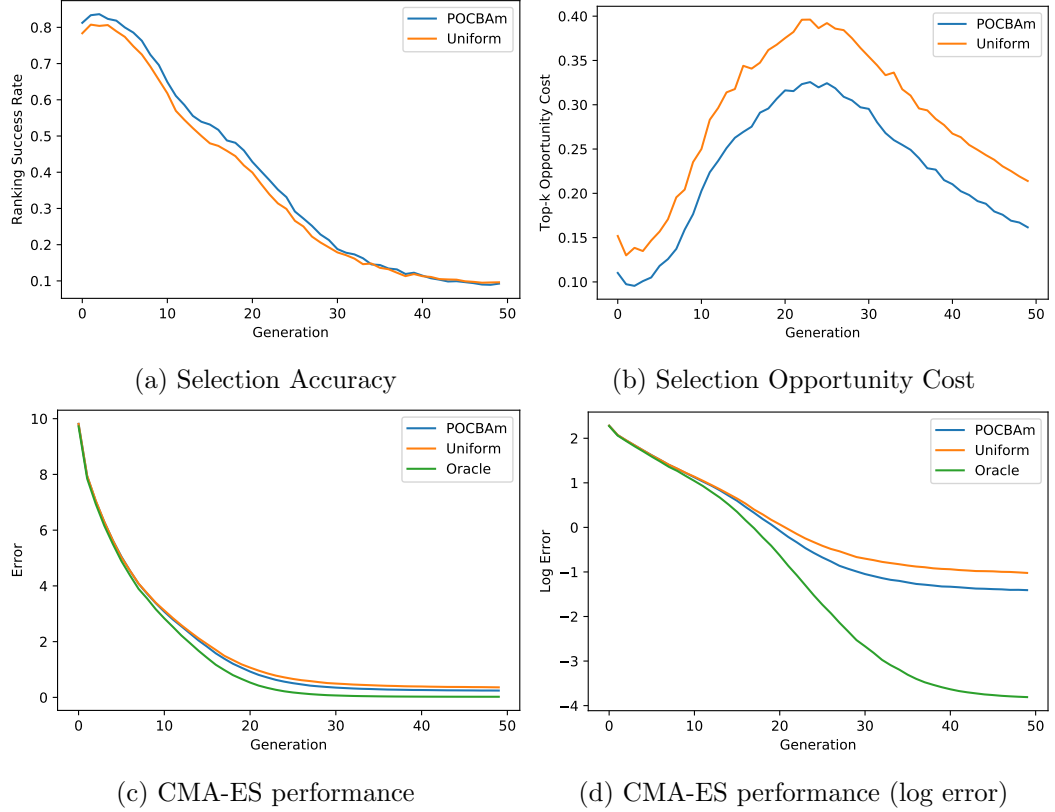 0.8
0.7
0.6
0.5
0.4
0.3
0.2
0.1
Ranking Success Rate
POCBAm
Uniform
0 10 20 30 40 50
Generation
(a) Selection Accuracy
0.40
0.35
0.30
0.25
0.20
0.15
0.10
Top-k Opportunity Cost
POCBAm
Uniform
0 10 20 30 40 50
Generation
(b) Selection Opportunity Cost
10
8
6
4
2
0
Error
POCBAm
Uniform
Oracle
0 10 20 30 40 50
Generation
(c) CMA-ES performance
2
1
0
−1
−2
−3
−4
Log Error
POCBAm
Uniform
Oracle
0 10 20 30 40 50
Generation
(d) CMA-ES performance (log error)